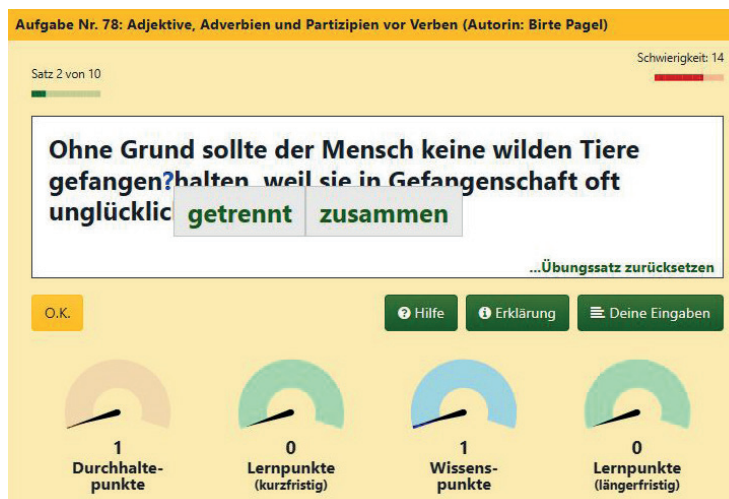 Aufgabe Nr. 78: Adjektive, Adverbien und Partizipien vor Verben (Autorin: Birte Pagel)
Satz 2 von 10
Schwierigkeit: 14
Ohne Grund sollte der Mensch keine wilden Tiere
gefangen?halten, weil sie in Gefangenschaft oft
getrennt zusammen
...Übungssatz zurücksetzen
O.K.
Hilfe
Erklärung
Deine Eingaben
1
Durchhalte-
punkte
0
Lernpunkte
(kurzfristig)
1
Wissens-
punkte
0
Lernpunkte
(längerfristig)